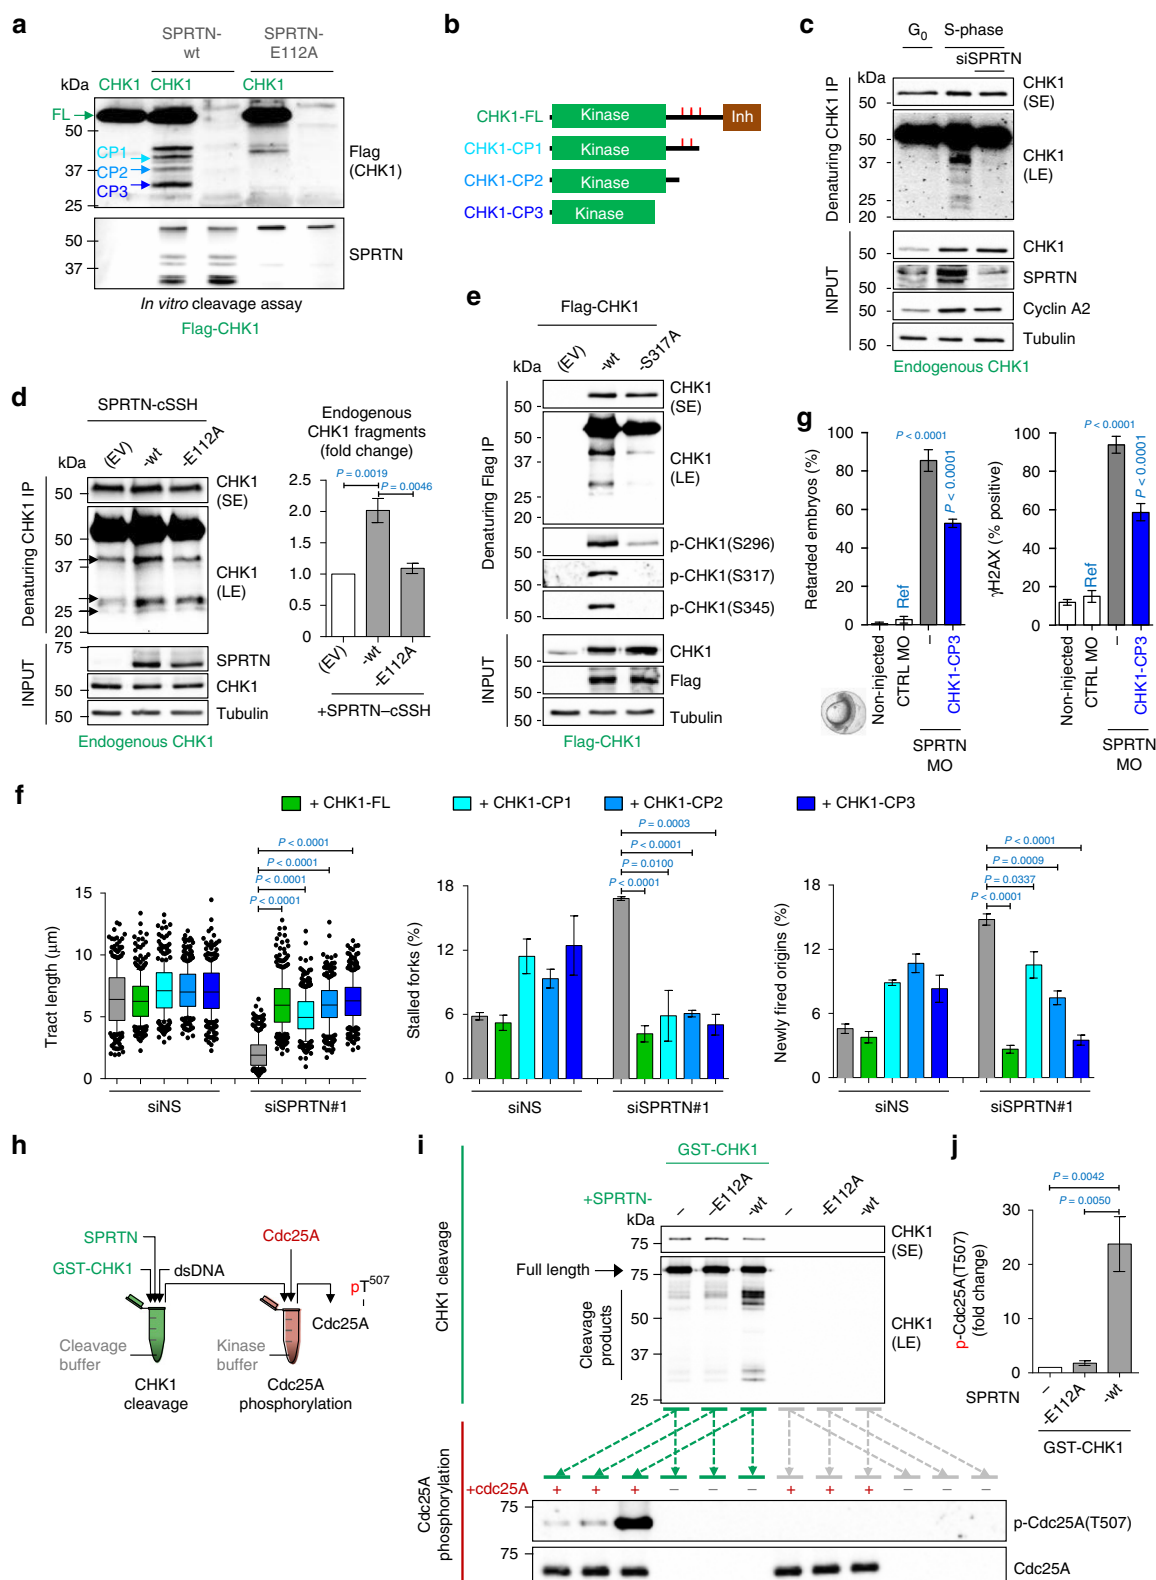 a
SPRTN-
wt
SPRTN-
E112A
kDa
CHK1
CHK1
CHK1
FL
50
CP1
CP2
37
CP3
25
Flag
(CHK1)
50
37
SPRTN
In vitro cleavage assay
Flag-CHK1
b
CHK1-FL
Kinase
Inh
CHK1-CP1
Kinase
CHK1-CP2
Kinase
CHK1-CP3
Kinase
c
G0
S-phase
siSPRTN
kDa
Denaturing CHK1 IP
50
CHK1
(SE)
50
37
25
20
CHK1
(LE)
INPUT
50
CHK1
50
SPRTN
50
Cyclin A2
50
Tubulin
Endogenous CHK1
d
SPRTN-cSSH
(EV)
-wt
-E112A
kDa
Denaturing CHK1 IP
50
CHK1
(SE)
50
37
25
20
CHK1
(LE)
INPUT
75
SPRTN
50
CHK1
50
Tubulin
Endogenous CHK1
Endogenous
CHK1 fragments
(fold change)
P = 0.0019
P = 0.0046
2.5
2.0
1.5
1.0
0.5
0
(EV)
-wt
-E112A
+SPRTN–cSSH
e
Flag-CHK1
(EV)
-wt
-S317A
kDa
Denaturing Flag IP
50
CHK1
(SE)
50
37
25
20
CHK1
(LE)
50
p-CHK1(S296)
50
p-CHK1(S317)
50
p-CHK1(S345)
INPUT
50
CHK1
50
Flag
50
Tubulin
Flag-CHK1
g
Retarded embryos (%)
100
80
60
40
20
0
P < 0.0001
P < 0.0001
Ref
Non-injected
CTRL MO
–
CHK1-CP3
SPRTN
MO
γH2AX (% positive)
100
80
60
40
20
0
P < 0.0001
P < 0.0001
Ref
Non-injected
CTRL MO
–
CHK1-CP3
SPRTN
MO
f
+ CHK1-FL
+ CHK1-CP1
+ CHK1-CP2
+ CHK1-CP3
Tract length (μm)
15
10
5
0
P < 0.0001
P < 0.0001
P < 0.0001
P < 0.0001
siNS
siSPRTN#1
Stalled forks (%)
18
12
6
0
P = 0.0003
P < 0.0001
P = 0.0100
P < 0.0001
siNS
siSPRTN#1
Newly fired origins (%)
18
12
6
0
P < 0.0001
P = 0.0009
P = 0.0337
P < 0.0001
siNS
siSPRTN#1
h
SPRTN
GST-CHK1
dsDNA
Cdc25A
pT507
Cdc25A
Cleavage
buffer
Kinase
buffer
CHK1
cleavage
Cdc25A
phosphorylation
i
CHK1 cleavage
GST-CHK1
+SPRTN-
–
–E112A
-wt
–
–E112A
-wt
kDa
75
CHK1
(SE)
Full length
75
Cleavage
products
50
37
25
CHK1
(LE)
Cdc25A
phosphorylation
+cdc25A
+ + + – – – + + + – – –
75
p-Cdc25A(T507)
75
Cdc25A
j
p-Cdc25A(T507)
(fold change)
P = 0.0042
P = 0.0050
30
20
10
0
SPRTN
–
-E112A
-wt
GST-CHK1